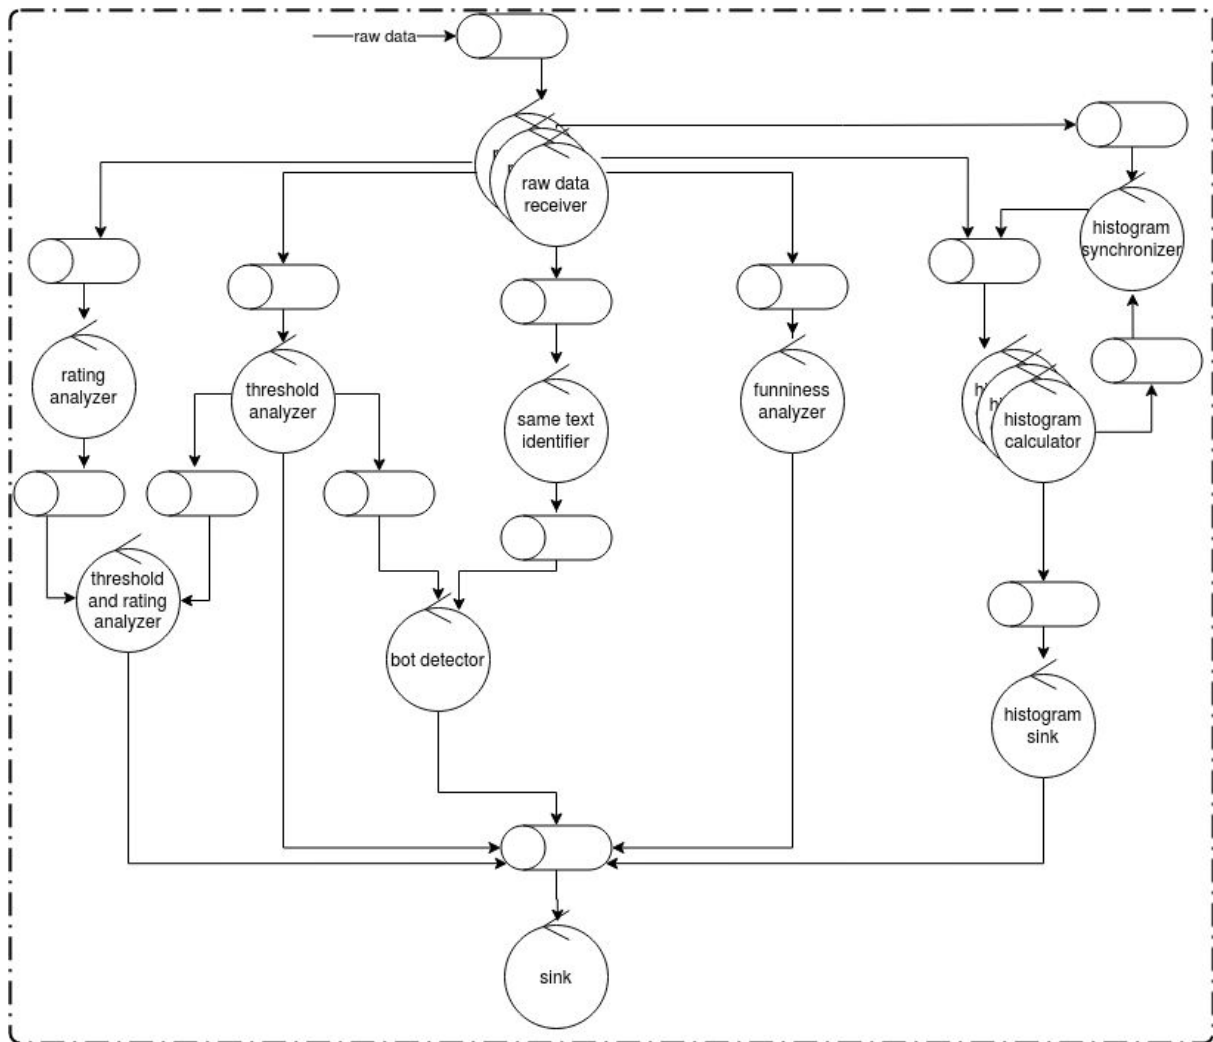 raw data
raw data
receiver
histogram
synchronizer
rating
analyzer
threshold
analyzer
same text
identifier
funniness
analyzer
histogram
calculator
threshold
and rating
analyzer
bot detector
histogram
sink
sink